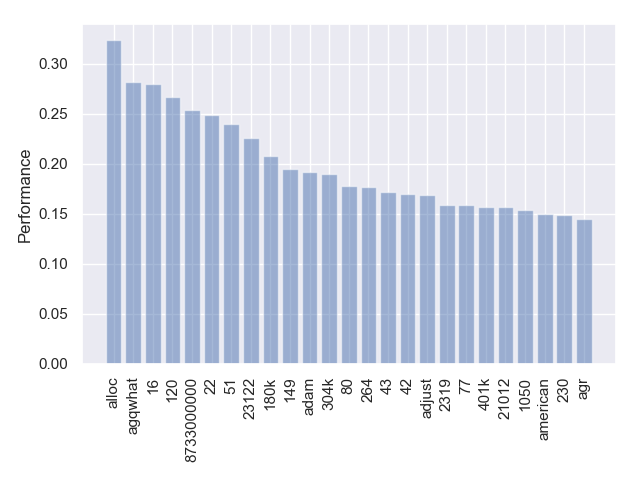 0.30
0.25
0.20
0.15
0.10
0.05
0.00
Performance
alloc
agqwhat
16
120
8733000000
22
51
23122
180k
149
adam
304k
80
264
43
42
adjust
2319
77
401k
21012
1050
american
230
agr